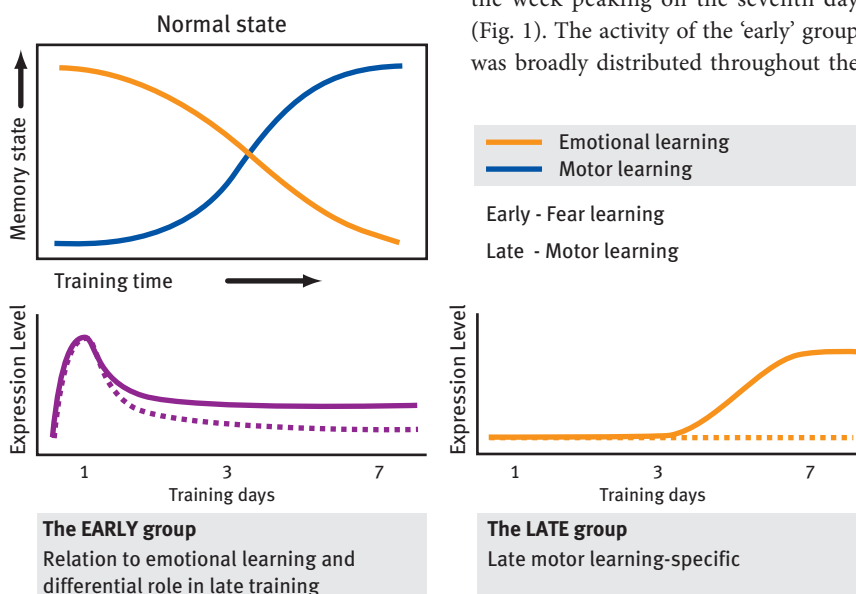 the week peaking on the seventh day
(Fig. 1). The activity of the ‘early’ group
was broadly distributed throughout the
Normal state
Memory state
Training time
Emotional learning
Motor learning
Early - Fear learning
Late - Motor learning
Expression Level
1 3 7
Training days
The EARLY group
Relation to emotional learning and
differential role in late training
Expression Level
1 3 7
Training days
The LATE group
Late motor learning-specific